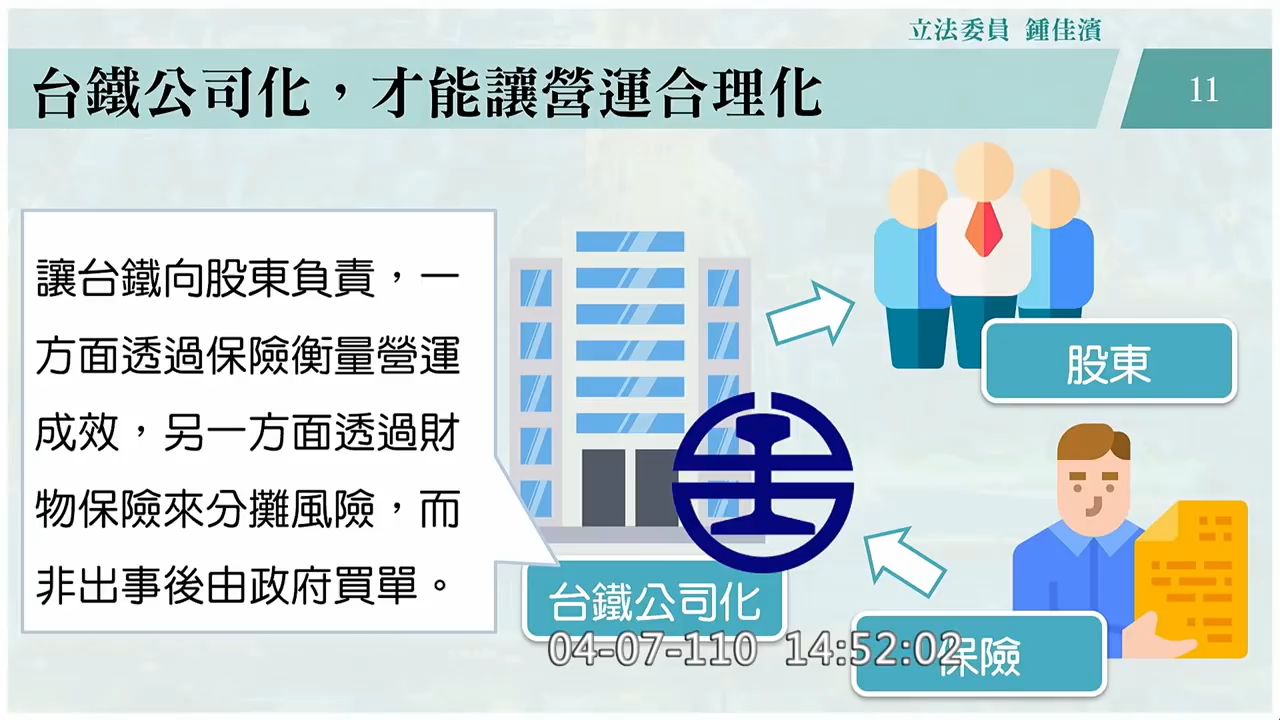 立法委員 鍾佳濱
台鐵公司化，才能讓營運合理化
11
讓台鐵向股東負責，一
方面透過保險衡量營運
成效，另一方面透過財
物保險來分攤風險，而
非出事後由政府買單。
股東
台鐵公司化
保險
04-07-110 14:52:02